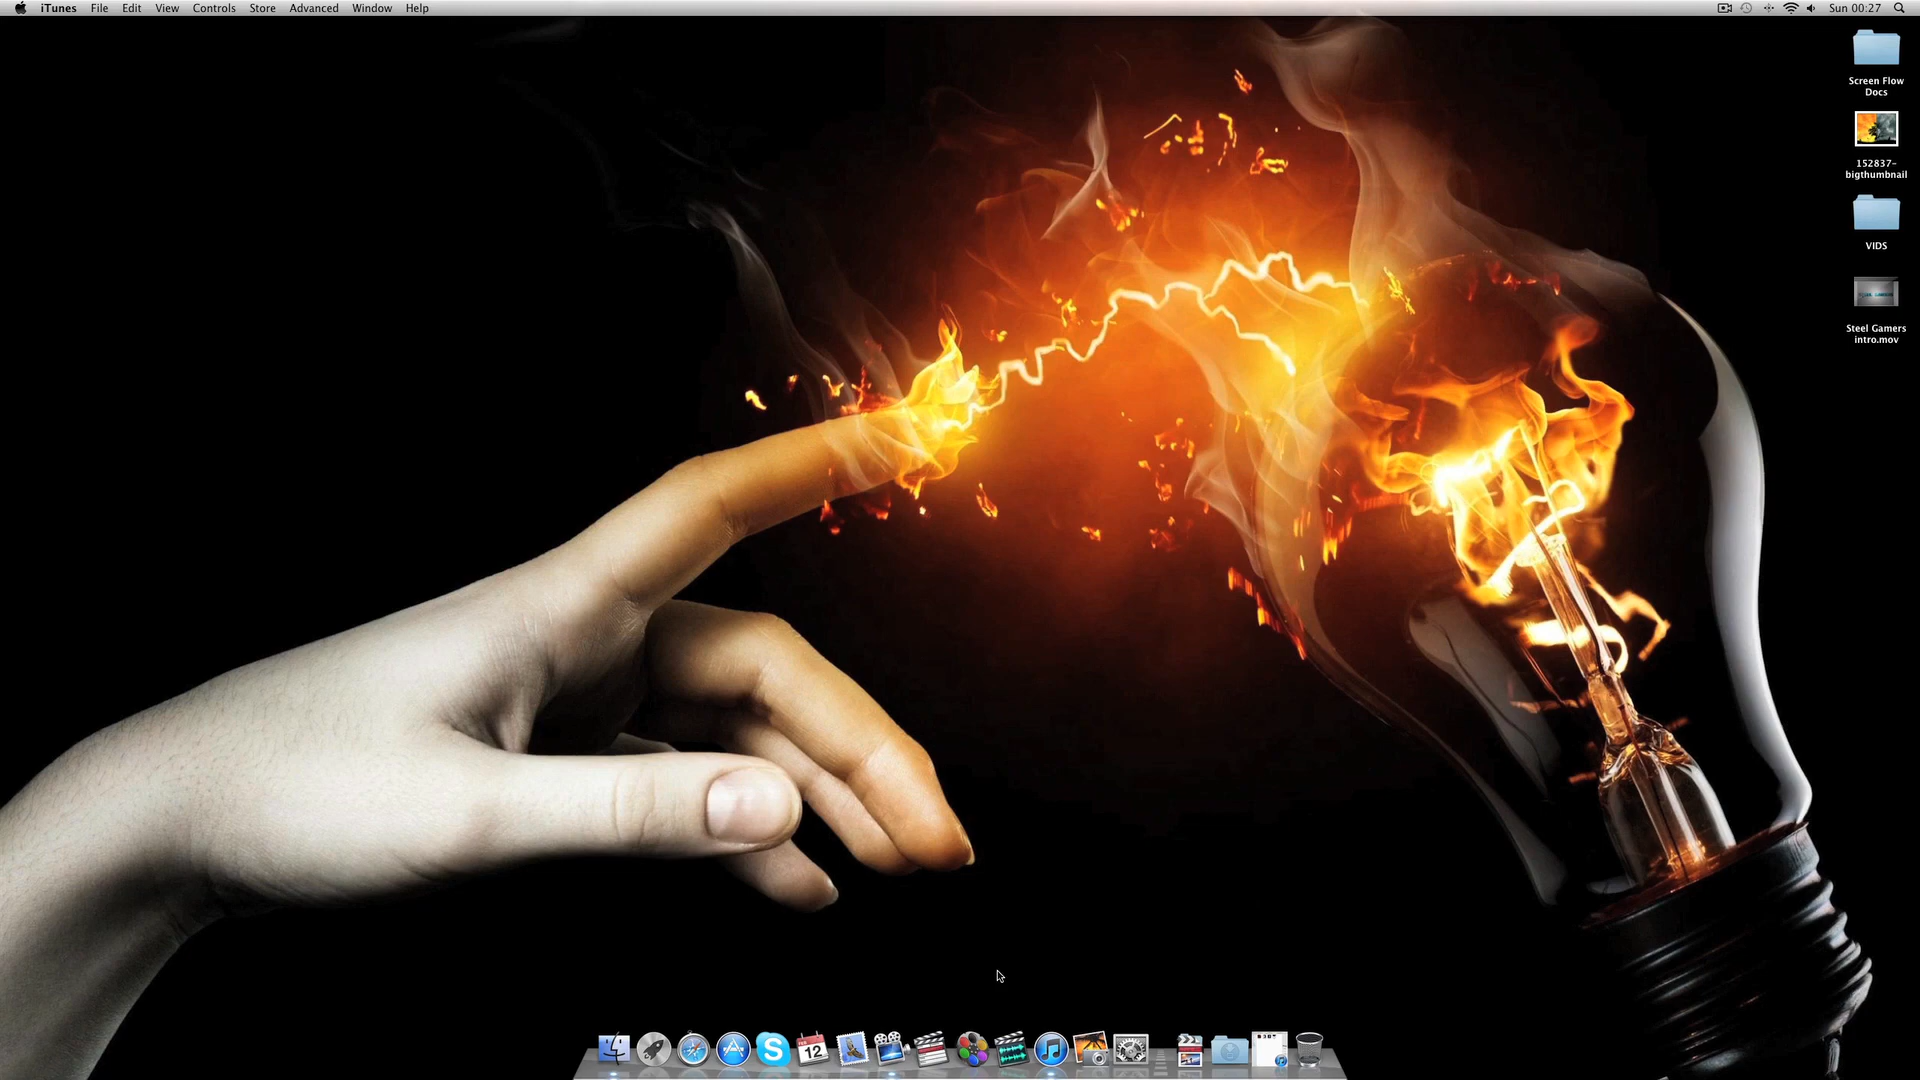 iTunes File Edit View Controls Store Advanced Window Help
Sun 00:27
Screen Flow
Docs
152837-
bigthumbnail
VIDS
Steel Gamers
intro.mov
12